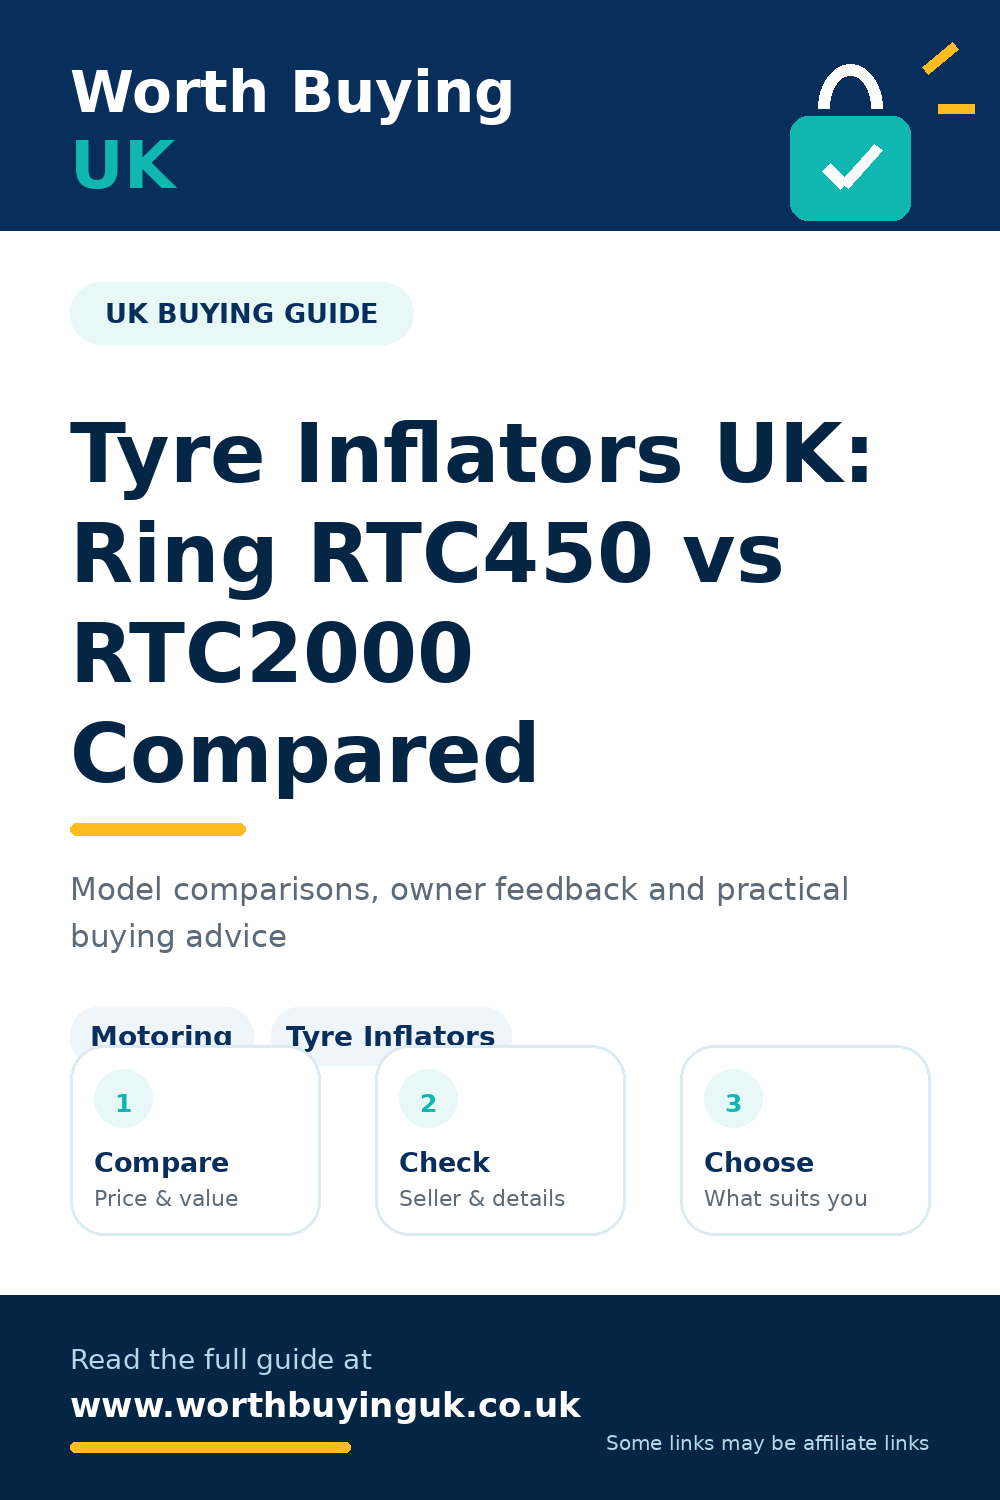 Worth Buying
UK
UK BUYING GUIDE
Tyre Inflators UK:
Ring RTC450 vs
RTC2000
Compared
Model comparisons, owner feedback and practical
buying advice
Motoring
Tyre Inflators
1
Compare
Price & value
2
Check
Seller & details
3
Choose
What suits you
Read the full guide at
www.worthbuyinguk.co.uk
Some links may be affiliate links